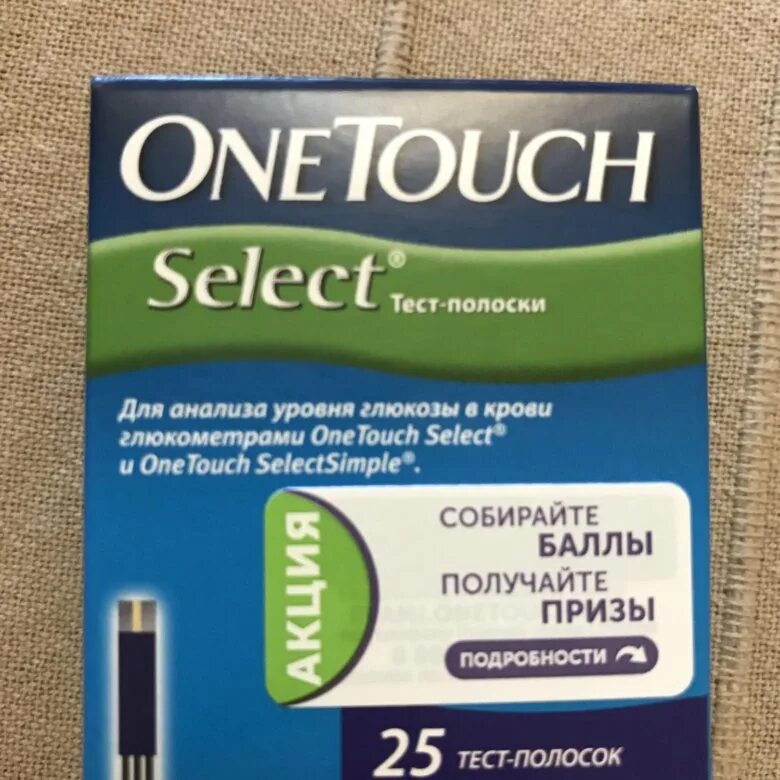 ONETOUCH
Select® Тест-полоски
Для анализа уровня глюкозы в крови
глюкометрами OneTouch Select®
и OneTouch SelectSimple®.
АКЦИЯ
СОБИРАЙТЕ
БАЛЛЫ
ПОЛУЧАЙТЕ
ПРИЗЫ
ПОДРОБНОСТИ
25 ТЕСТ-ПОЛОСОК